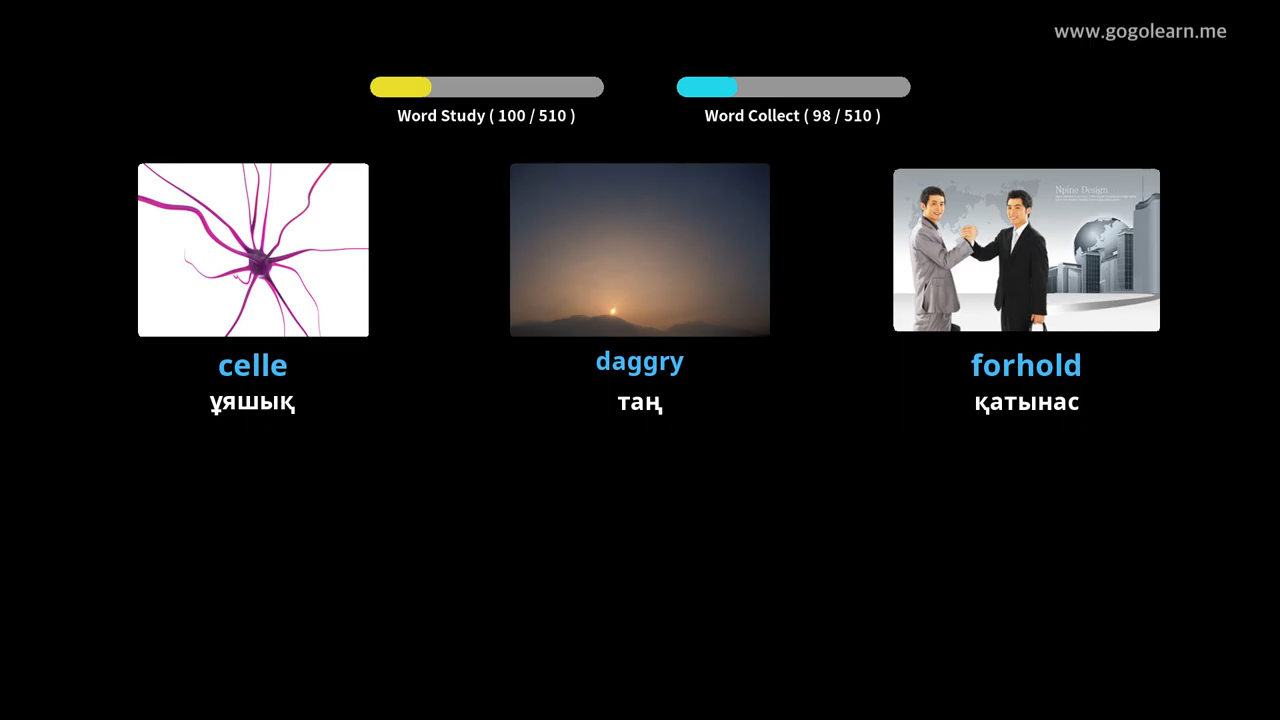 www.gogolearn.me
Word Study ( 100 / 510 )
Word Collect ( 98 / 510 )
Npine Design
celle
daggry
forhold
ұяшық
таң
қатынас